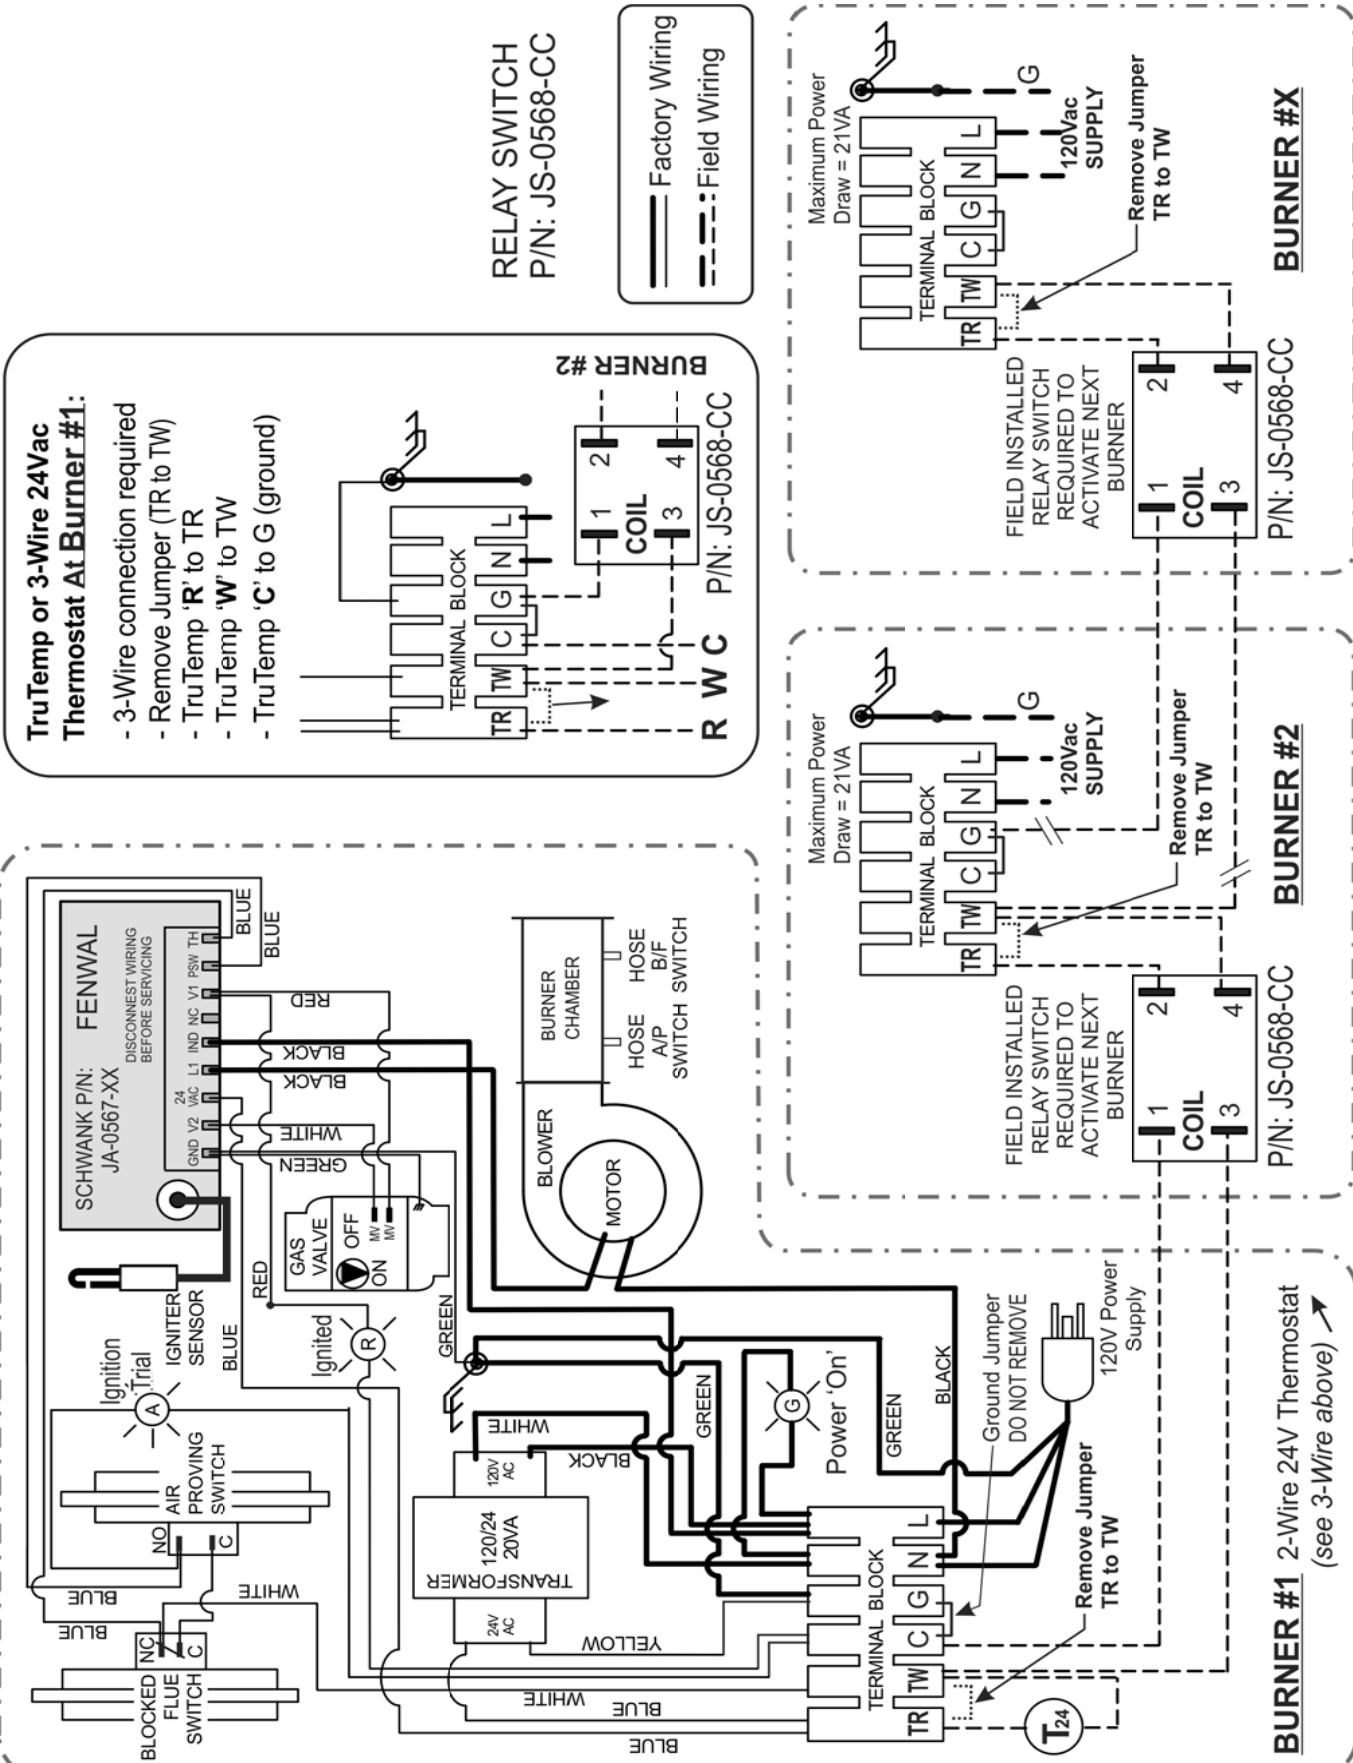 TruTemp or 3-Wire 24Vac
Thermostat At Burner #1:
- 3-Wire connection required
- Remove Jumper (TR to TW)
- TruTemp 'R' to TR
- TruTemp 'W' to TW
- TruTemp 'C' to G (ground)
TERMINAL BLOCK
TR TW C G N L
R W C
1 2
COIL
3 4
P/N: JS-0568-CC
BURNER #2
RELAY SWITCH
P/N: JS-0568-CC
Factory Wiring
Field Wiring
SCHWANK P/N:
JA-0567-XX
FENWAL
DISCONNEST WIRING
BEFORE SERVICING
GND V2 24 VAC L1 IND NC V1 PSW TH
BLUE
BLUE
RED
BLACK
BLACK
WHITE
GREEN
IGNITER
SENSOR
BLUE
RED
GAS
VALVE
ON OFF
MV
MV
Ignition
Trial
A
Ignited
R
AIR
PROVING
SWITCH
NO
C
BLUE
BLUE
WHITE
BLOCKED
FLUE
SWITCH
NC
C
BURNER
CHAMBER
BLOWER
MOTOR
HOSE
A/P
SWITCH
HOSE
B/F
SWITCH
GREEN
WHITE
BLACK
120V
AC
120/24
20VA
TRANSFORMER
24V
AC
YELLOW
WHITE
BLUE
BLUE
GREEN
G
Power 'On'
GREEN
BLACK
TERMINAL BLOCK
TR TW C G N L
Ground Jumper
DO NOT REMOVE
120V Power
Supply
Remove Jumper
TR to TW
T24
BURNER #1 2-Wire 24V Thermostat
(see 3-Wire above)
Maximum Power
Draw = 21VA
TERMINAL BLOCK
TR TW C G N L
G
120Vac
SUPPLY
Remove Jumper
TR to TW
FIELD INSTALLED
RELAY SWITCH
REQUIRED TO
ACTIVATE NEXT
BURNER
1 2
COIL
3 4
P/N: JS-0568-CC
BURNER #2
Maximum Power
Draw = 21VA
TERMINAL BLOCK
TR TW C G N L
G
120Vac
SUPPLY
Remove Jumper
TR to TW
FIELD INSTALLED
RELAY SWITCH
REQUIRED TO
ACTIVATE NEXT
BURNER
1 2
COIL
3 4
P/N: JS-0568-CC
BURNER #X